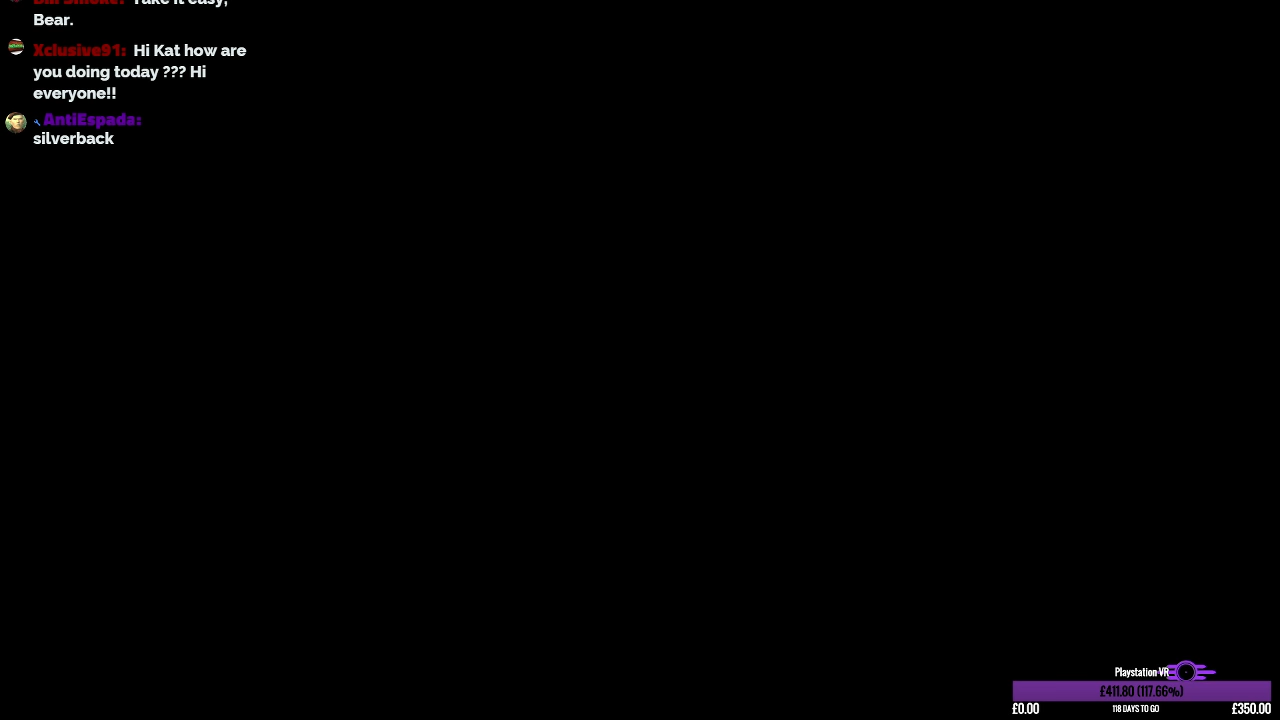 Take it easy,
Bear.
Xclusive91: Hi Kat how are
you doing today ??? Hi
everyone!!
AntiEspada:
silverback
Playstation VR
£411.80 (117.66%)
£0.00 118 DAYS TO GO £350.00